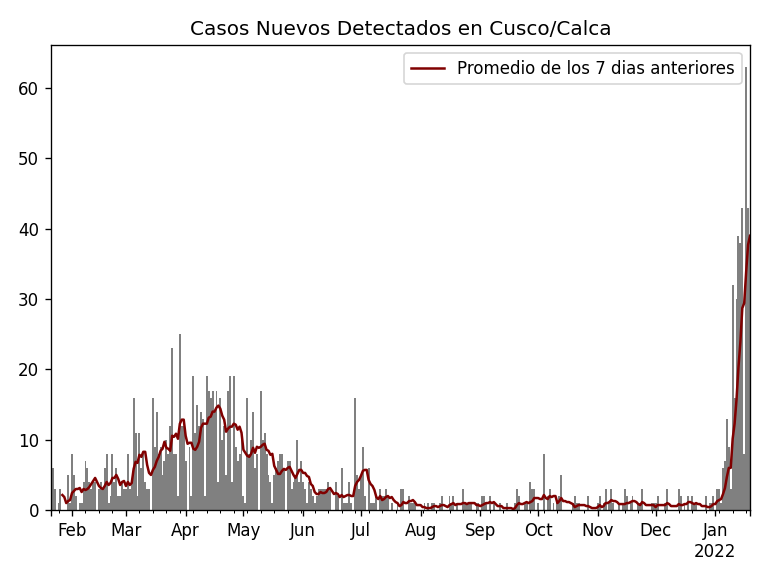 Casos Nuevos Detectados en Cusco/Calca
Promedio de los 7 dias anteriores
60
50
40
30
20
10
0
Feb Mar Apr May Jun Jul Aug Sep Oct Nov Dec Jan
2022